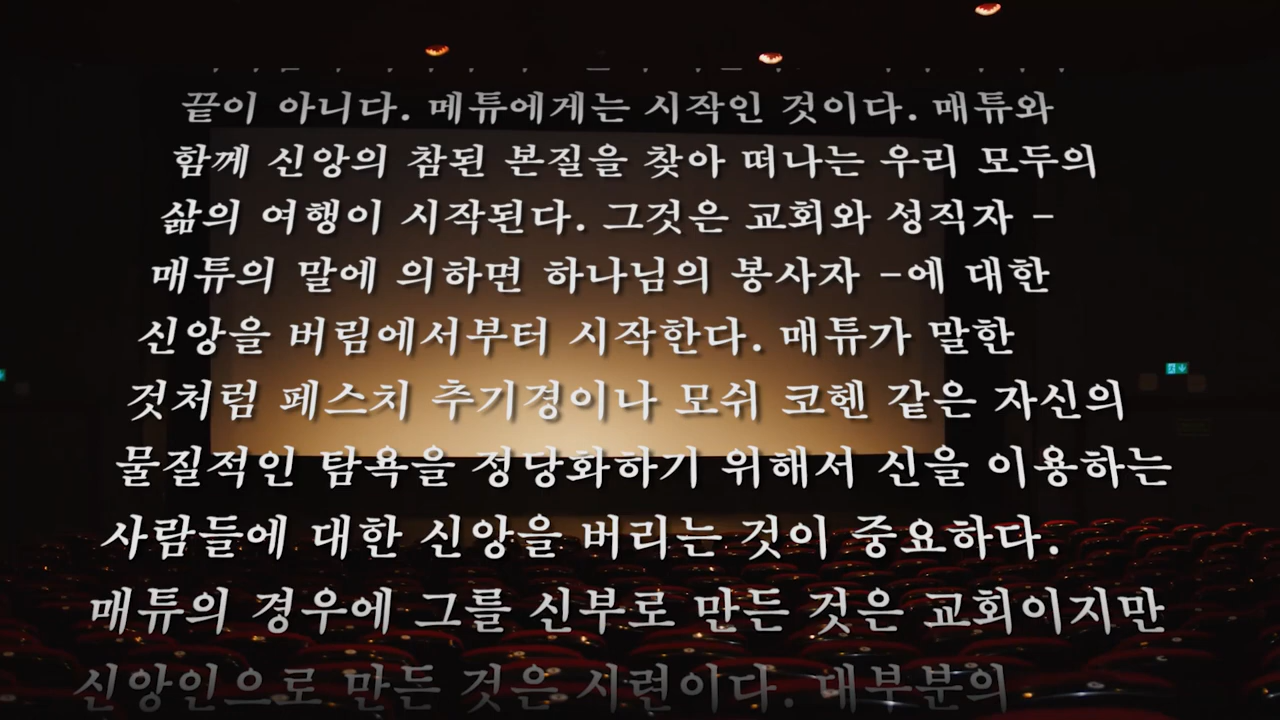 끝이 아니다. 메튜에게는 시작인 것이다. 매튜와
함께 신앙의 참된 본질을 찾아 떠나는 우리 모두의
삶의 여행이 시작된다. 그것은 교회와 성직자 -
매튜의 말에 의하면 하나님의 봉사자 -에 대한
신앙을 버림에서부터 시작한다. 매튜가 말한
것처럼 페스치 추기경이나 모쉬 코헨 같은 자신의
물질적인 탐욕을 정당화하기 위해서 신을 이용하는
사람들에 대한 신앙을 버리는 것이 중요하다.
매튜의 경우에 그를 신부로 만든 것은 교회이지만
신앙인으로 만든 것은 시련이다. 대부분의